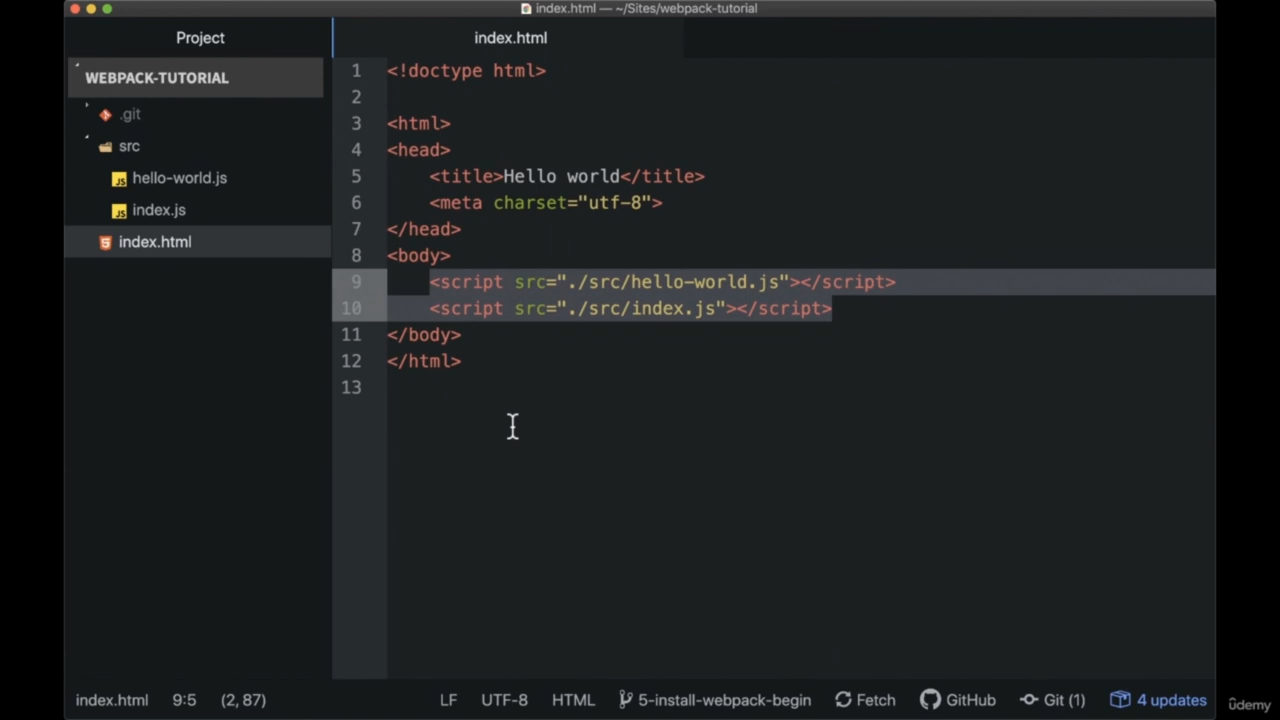 index.html — ~/Sites/webpack-tutorial
Project
index.html
WEBPACK-TUTORIAL
.git
src
JS hello-world.js
JS index.js
5 index.html
1 <!doctype html>
2
3 <html>
4 <head>
5     <title>Hello world</title>
6     <meta charset="utf-8">
7 </head>
8 <body>
9     <script src="./src/hello-world.js"></script>
10     <script src="./src/index.js"></script>
11 </body>
12 </html>
13
index.html 9:5 (2, 87) LF UTF-8 HTML 5-install-webpack-begin Fetch GitHub Git (1) 4 updates
ûdemy